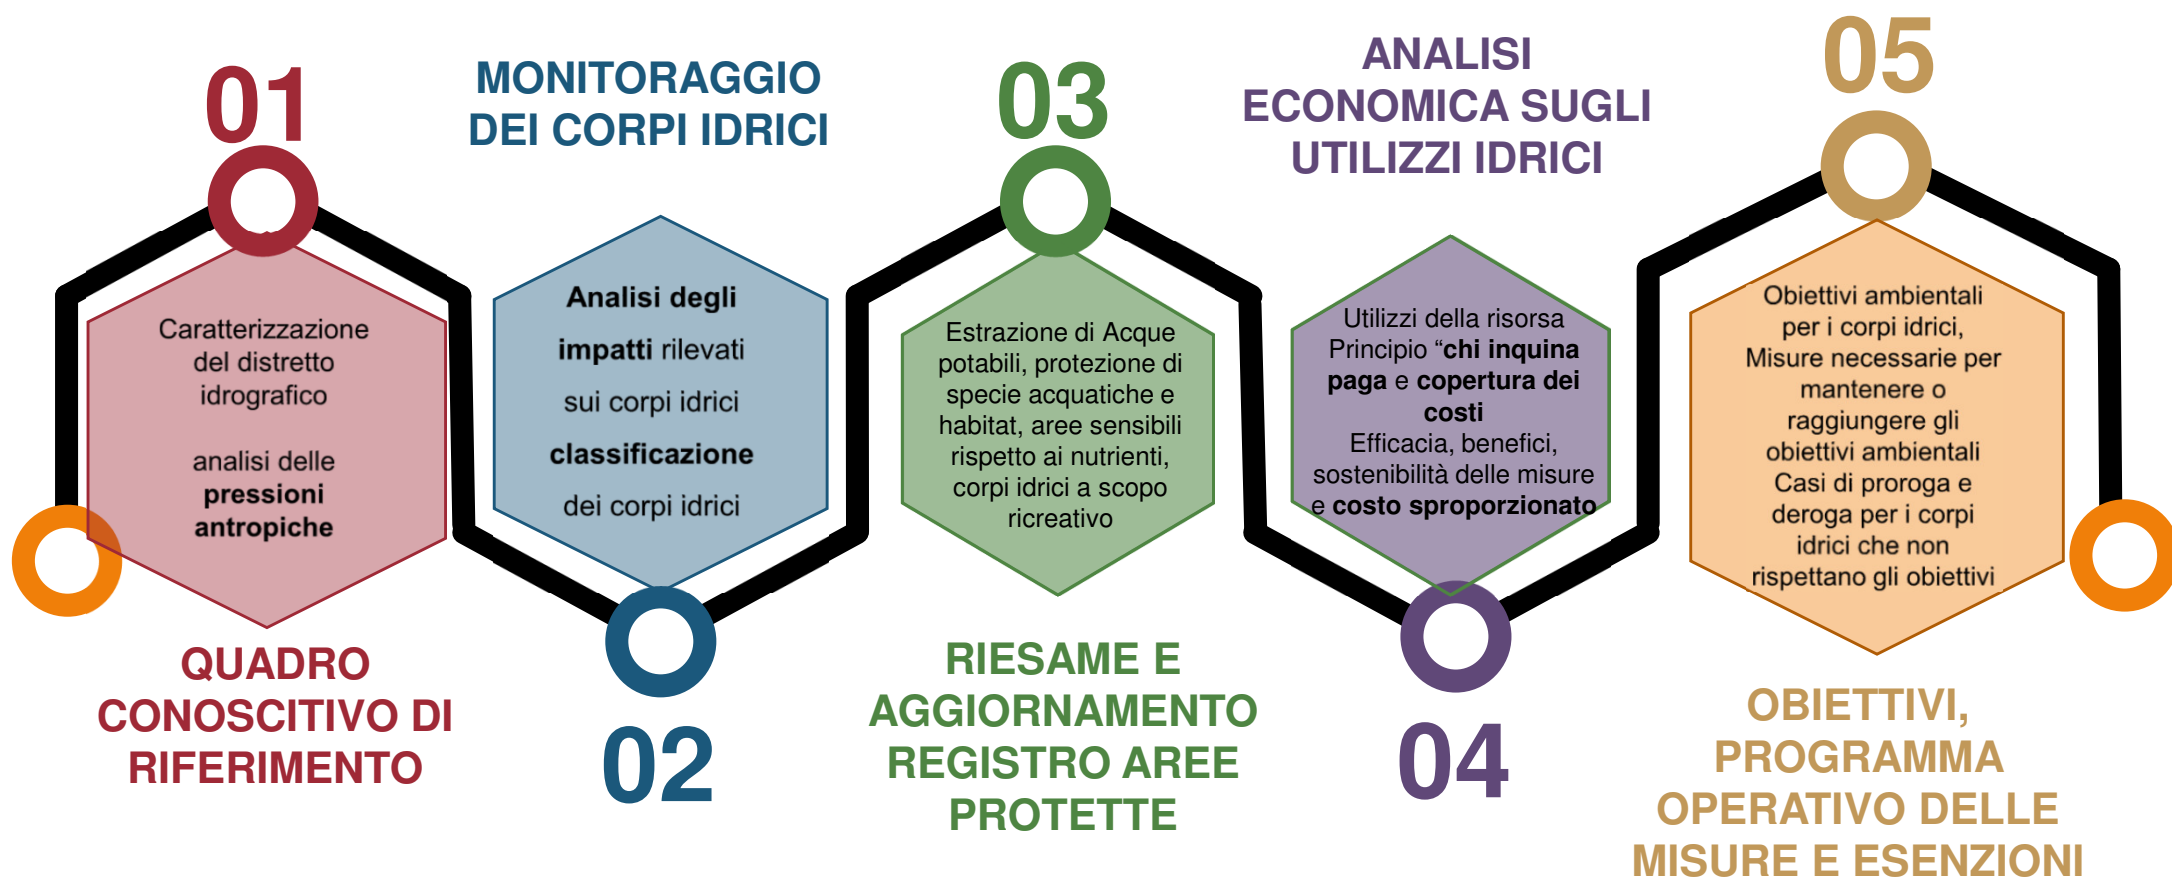 01
Caratterizzazione
del distretto
idrografico
analisi delle
pressioni
antropiche
QUADRO
CONOSCITIVO DI
RIFERIMENTO
MONITORAGGIO
DEI CORPI IDRICI
Analisi degli
impatti rilevati
sui corpi idrici
classificazione
dei corpi idrici
02
03
Estrazione di Acque
potabili, protezione di
specie acquatiche e
habitat, aree sensibili
rispetto ai nutrienti,
corpi idrici a scopo
ricreativo
RIESAME E
AGGIORNAMENTO
REGISTRO AREE
PROTETTE
ANALISI
ECONOMICA SUGLI
UTILIZZI IDRICI
Utilizzi della risorsa
Principio “chi inquina
paga e copertura dei
costi
Efficacia, benefici,
sostenibilità delle misure
e costo sproporzionato
04
05
Obiettivi ambientali
per i corpi idrici,
Misure necessarie per
mantenere o
raggiungere gli
obiettivi ambientali
Casi di proroga e
deroga per i corpi
idrici che non
rispettano gli obiettivi
OBIETTIVI,
PROGRAMMA
OPERATIVO DELLE
MISURE E ESENZIONI